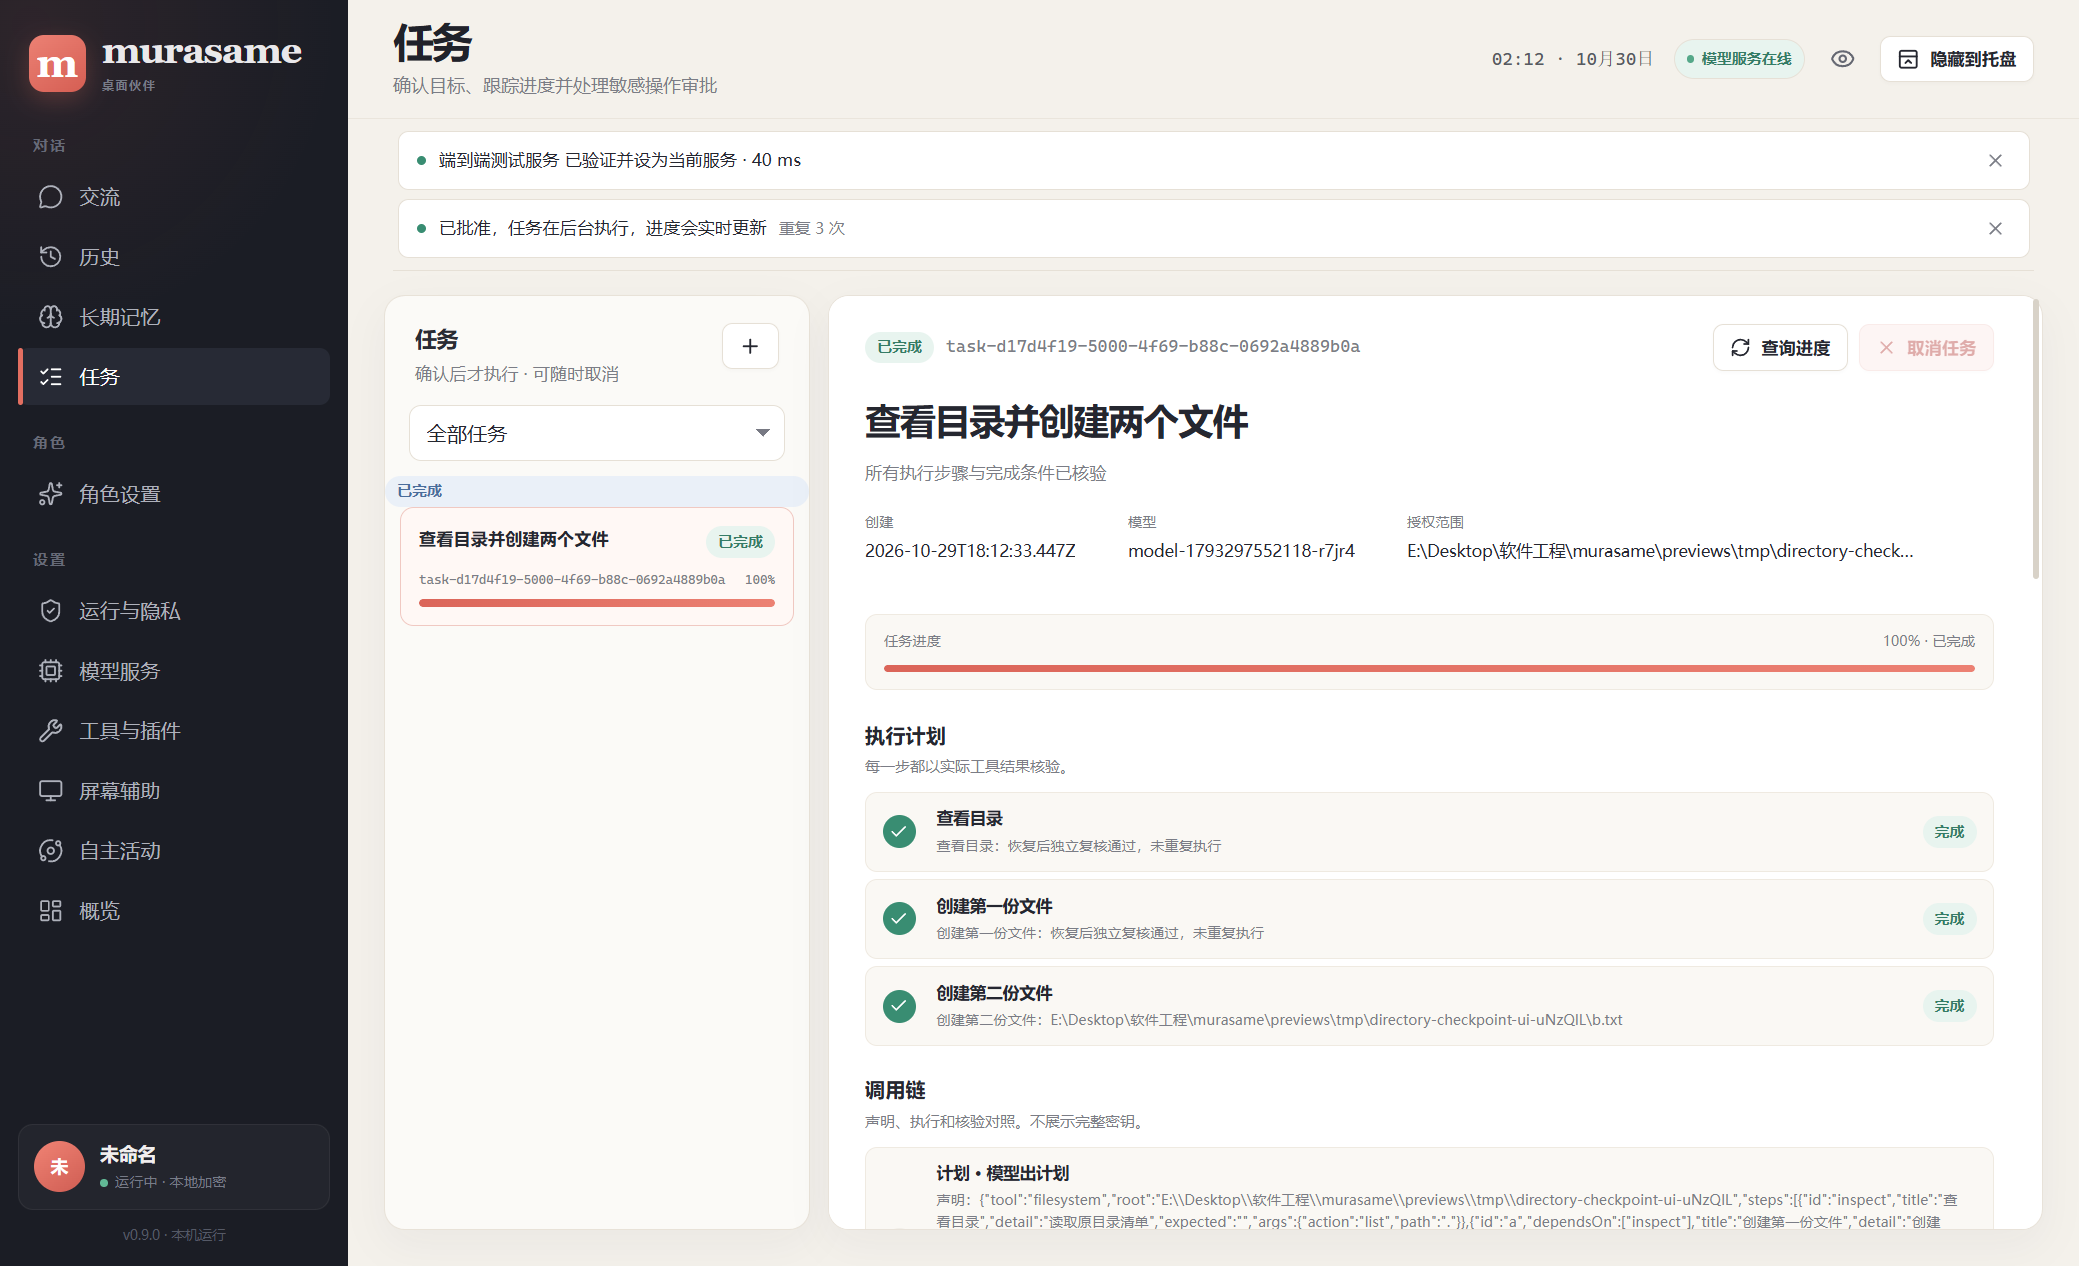 m murasame
桌面伙伴
对话
交流
历史
长期记忆
任务
角色
角色设置
设置
运行与隐私
模型服务
工具与插件
屏幕辅助
自主活动
概览
未 未命名
运行中 · 本地加密
v0.9.0 · 本机运行
任务
确认目标、跟踪进度并处理敏感操作审批
02:12 · 10月30日
模型服务在线
隐藏到托盘
端到端测试服务 已验证并设为当前服务 · 40 ms
已批准，任务在后台执行，进度会实时更新 重复 3 次
任务
确认后才执行 · 可随时取消
全部任务
已完成
查看目录并创建两个文件 已完成
task-d17d4f19-5000-4f69-b88c-0692a4889b0a 100%
已完成 task-d17d4f19-5000-4f69-b88c-0692a4889b0a
查询进度
取消任务
查看目录并创建两个文件
所有执行步骤与完成条件已核验
创建 模型 授权范围
2026-10-29T18:12:33.447Z model-1793297552118-r7jr4 E:\Desktop\软件工程\murasame\previews\tmp\directory-check...
任务进度 100% · 已完成
执行计划
每一步都以实际工具结果核验。
查看目录
查看目录：恢复后独立复核通过，未重复执行
完成
创建第一份文件
创建第一份文件：恢复后独立复核通过，未重复执行
完成
创建第二份文件
创建第二份文件：E:\Desktop\软件工程\murasame\previews\tmp\directory-checkpoint-ui-uNzQlL\b.txt
完成
调用链
声明、执行和核验对照。不展示完整密钥。
计划 • 模型出计划
声明：{"tool":"filesystem","root":"E:\\Desktop\\软件工程\\murasame\\previews\\tmp\\directory-checkpoint-ui-uNzQlL","steps":[{"id":"inspect","title":"查
看目录","detail":"读取原目录清单","expected":"","args":{"action":"list","path":"."}},{"id":"a","dependsOn":["inspect"],"title":"创建第一份文件","detail":"创建